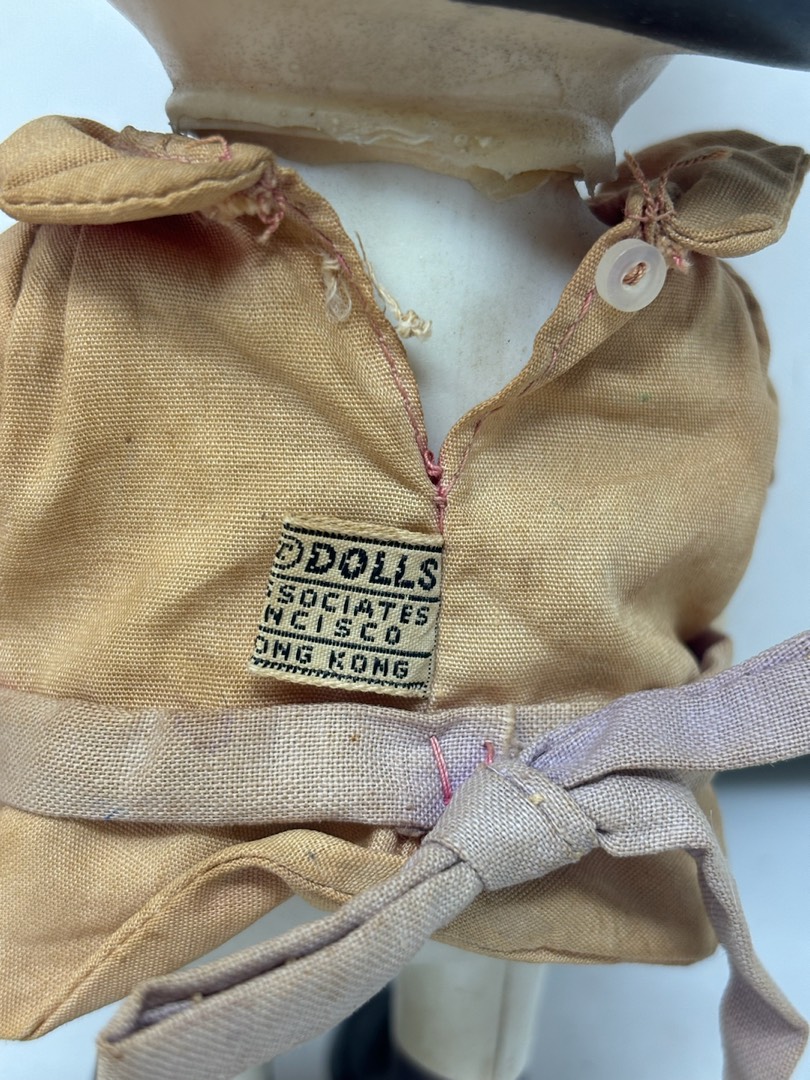 DOLLS
SOCIATES
NCISCO
ONG KONG